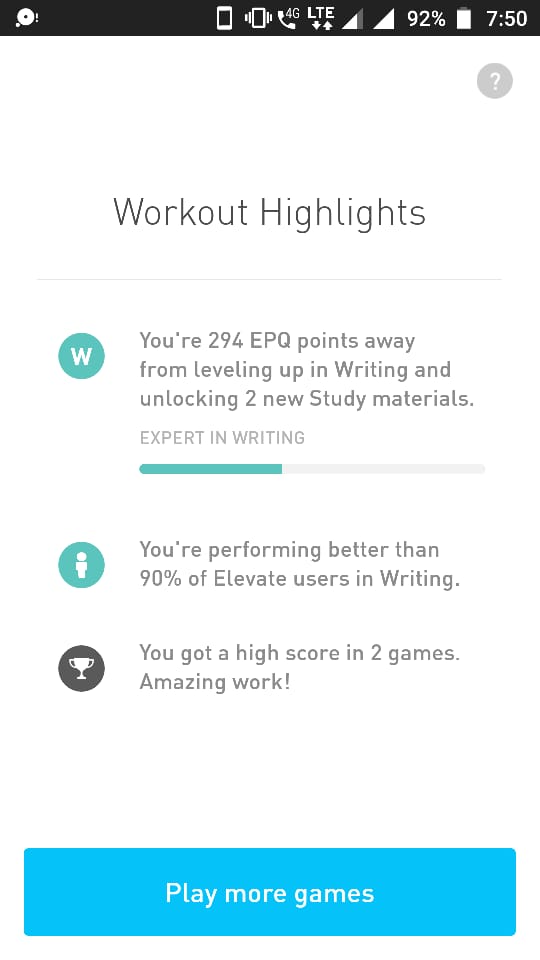 4G LTE 92% 7:50
?
Workout Highlights
W
You're 294 EPQ points away
from leveling up in Writing and
unlocking 2 new Study materials.
EXPERT IN WRITING
You're performing better than
90% of Elevate users in Writing.
You got a high score in 2 games.
Amazing work!
Play more games